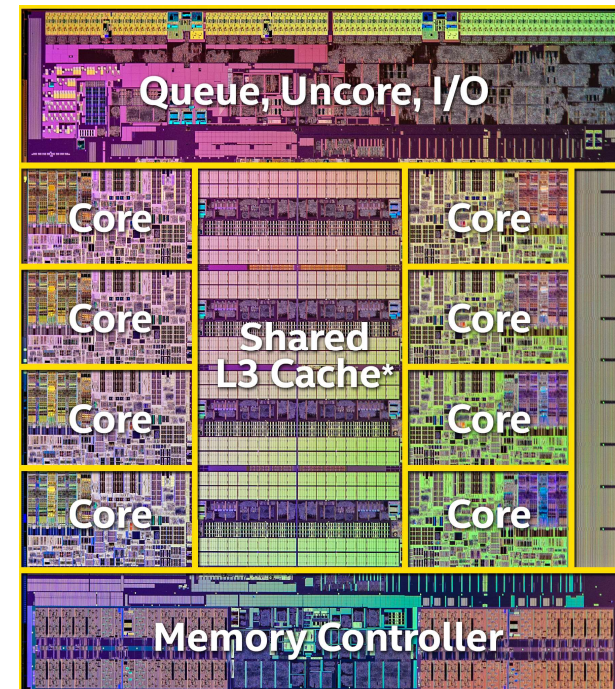 Queue, Uncore, I/O
Core
Core
Core
Core
Shared
L3 Cache*
Core
Core
Core
Core
Memory Controller